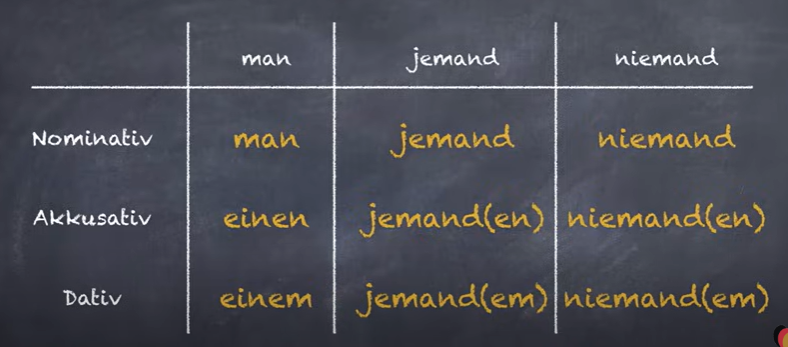 man jemand niemand
Nominativ man jemand niemand
Akkusativ einen jemand(en) niemand(en)
Dativ einem jemand(em) niemand(em)